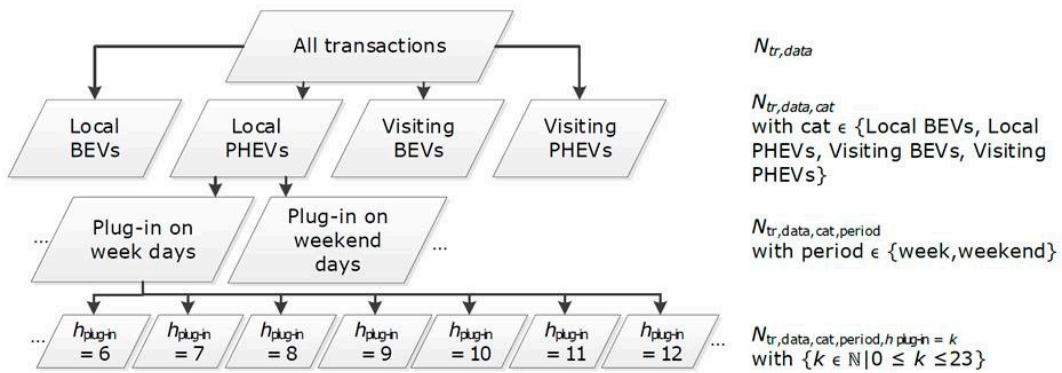 All transactions
N_tr,data
Local
BEVs
Local
PHEVs
Visiting
BEVs
Visiting
PHEVs
N_tr,data,cat
with cat ϵ {Local BEVs, Local
PHEVs, Visiting BEVs, Visiting
PHEVs}
... Plug-in on
week days
Plug-in on
weekend
days
...
N_tr,data,cat,period
with period ϵ {week,weekend}
... h_plug-in
= 6
h_plug-in
= 7
h_plug-in
= 8
h_plug-in
= 9
h_plug-in
= 10
h_plug-in
= 11
h_plug-in
= 12
...
N_tr,data,cat,period,h plug-in = k
with {k ϵ ℕ|0 ≤ k ≤23}